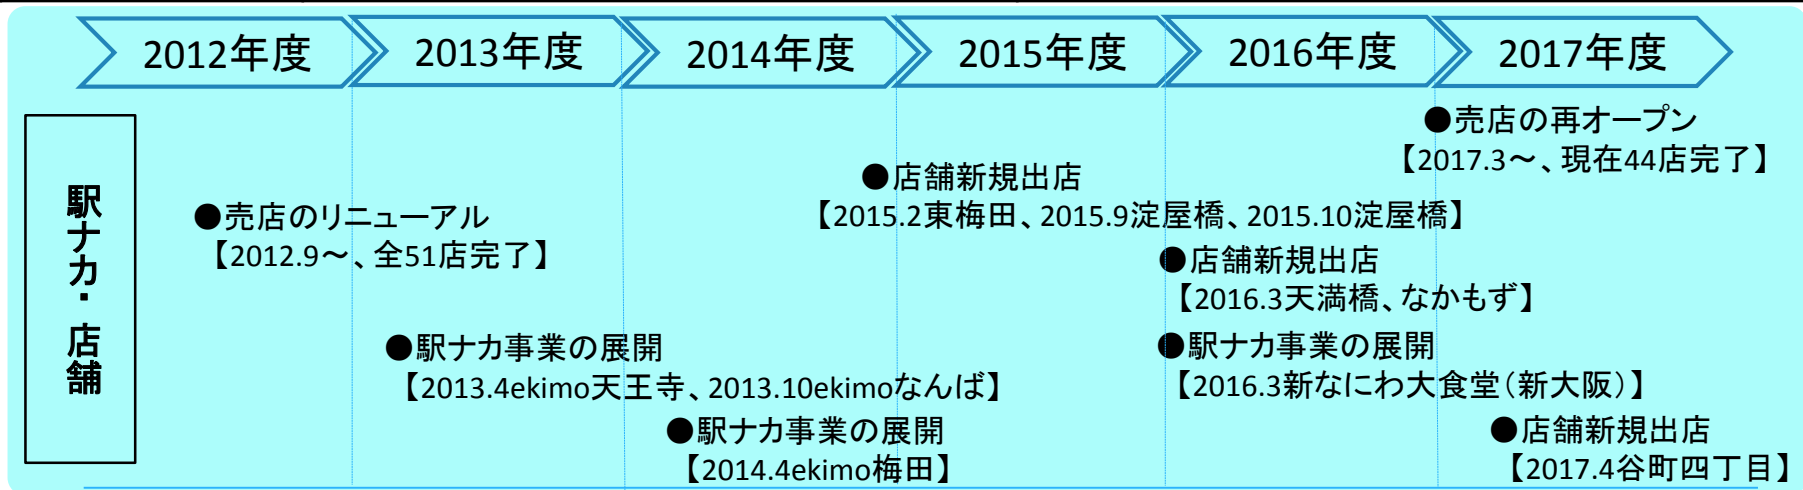 2012年度
2013年度
2014年度
2015年度
2016年度
2017年度
駅ナカ・店舗
●売店のリニューアル
【2012.9～、全51店完了】
●駅ナカ事業の展開
【2013.4ekimo天王寺、2013.10ekimoなんば】
●駅ナカ事業の展開
【2014.4ekimo梅田】
●店舗新規出店
【2015.2東梅田、2015.9淀屋橋、2015.10淀屋橋】
●店舗新規出店
【2016.3天満橋、なかもず】
●駅ナカ事業の展開
【2016.3新なにわ大食堂（新大阪）】
●売店の再オープン
【2017.3～、現在44店完了】
●店舗新規出店
【2017.4谷町四丁目】